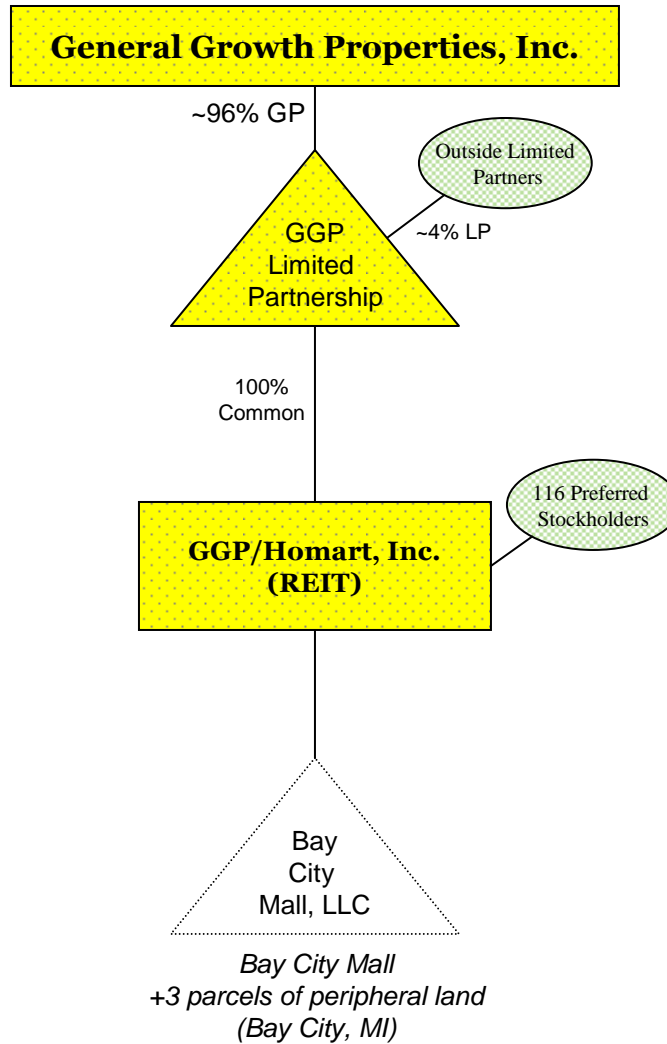 General Growth Properties, Inc.
~96% GP
Outside Limited
Partners
~4% LP
GGP
Limited
Partnership
100%
Common
116 Preferred
Stockholders
GGP/Homart, Inc.
(REIT)
Bay
City
Mall, LLC
Bay City Mall
+3 parcels of peripheral land
(Bay City, MI)